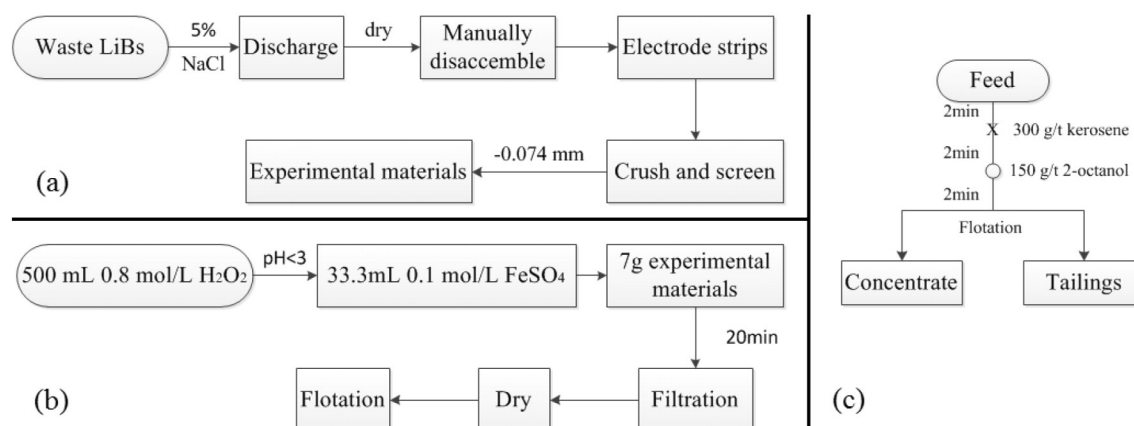 Waste LiBs
5%
NaCl
Discharge
dry
Manually
disaccemble
Electrode strips
Crush and screen
-0.074 mm
Experimental materials
(a)
500 mL 0.8 mol/L H₂O₂
pH<3
33.3mL 0.1 mol/L FeSO₄
7g experimental
materials
20min
Filtration
Dry
Flotation
(b)
Feed
2min
X 300 g/t kerosene
2min
150 g/t 2-octanol
2min
Flotation
Concentrate
Tailings
(c)